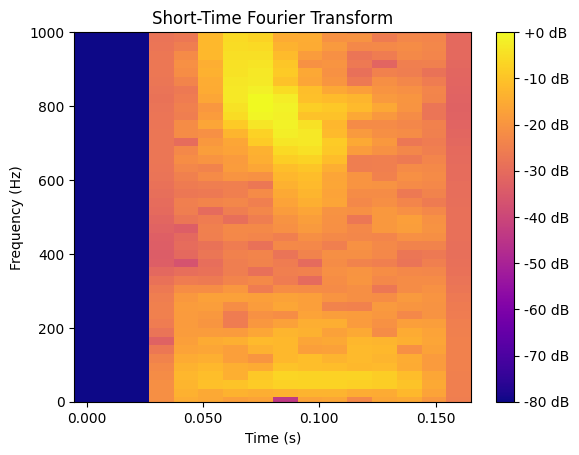 Short-Time Fourier Transform
Frequency (Hz)
1000
800
600
400
200
0
0.000
0.050
0.100
0.150
Time (s)
+0 dB
-10 dB
-20 dB
-30 dB
-40 dB
-50 dB
-60 dB
-70 dB
-80 dB